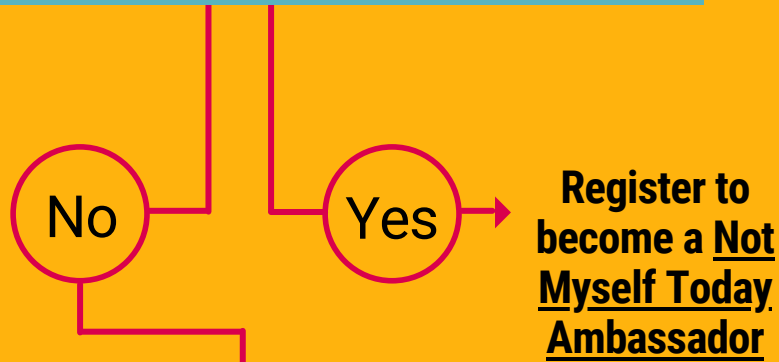 No
Yes
Register to
become a Not
Myself Today
Ambassador